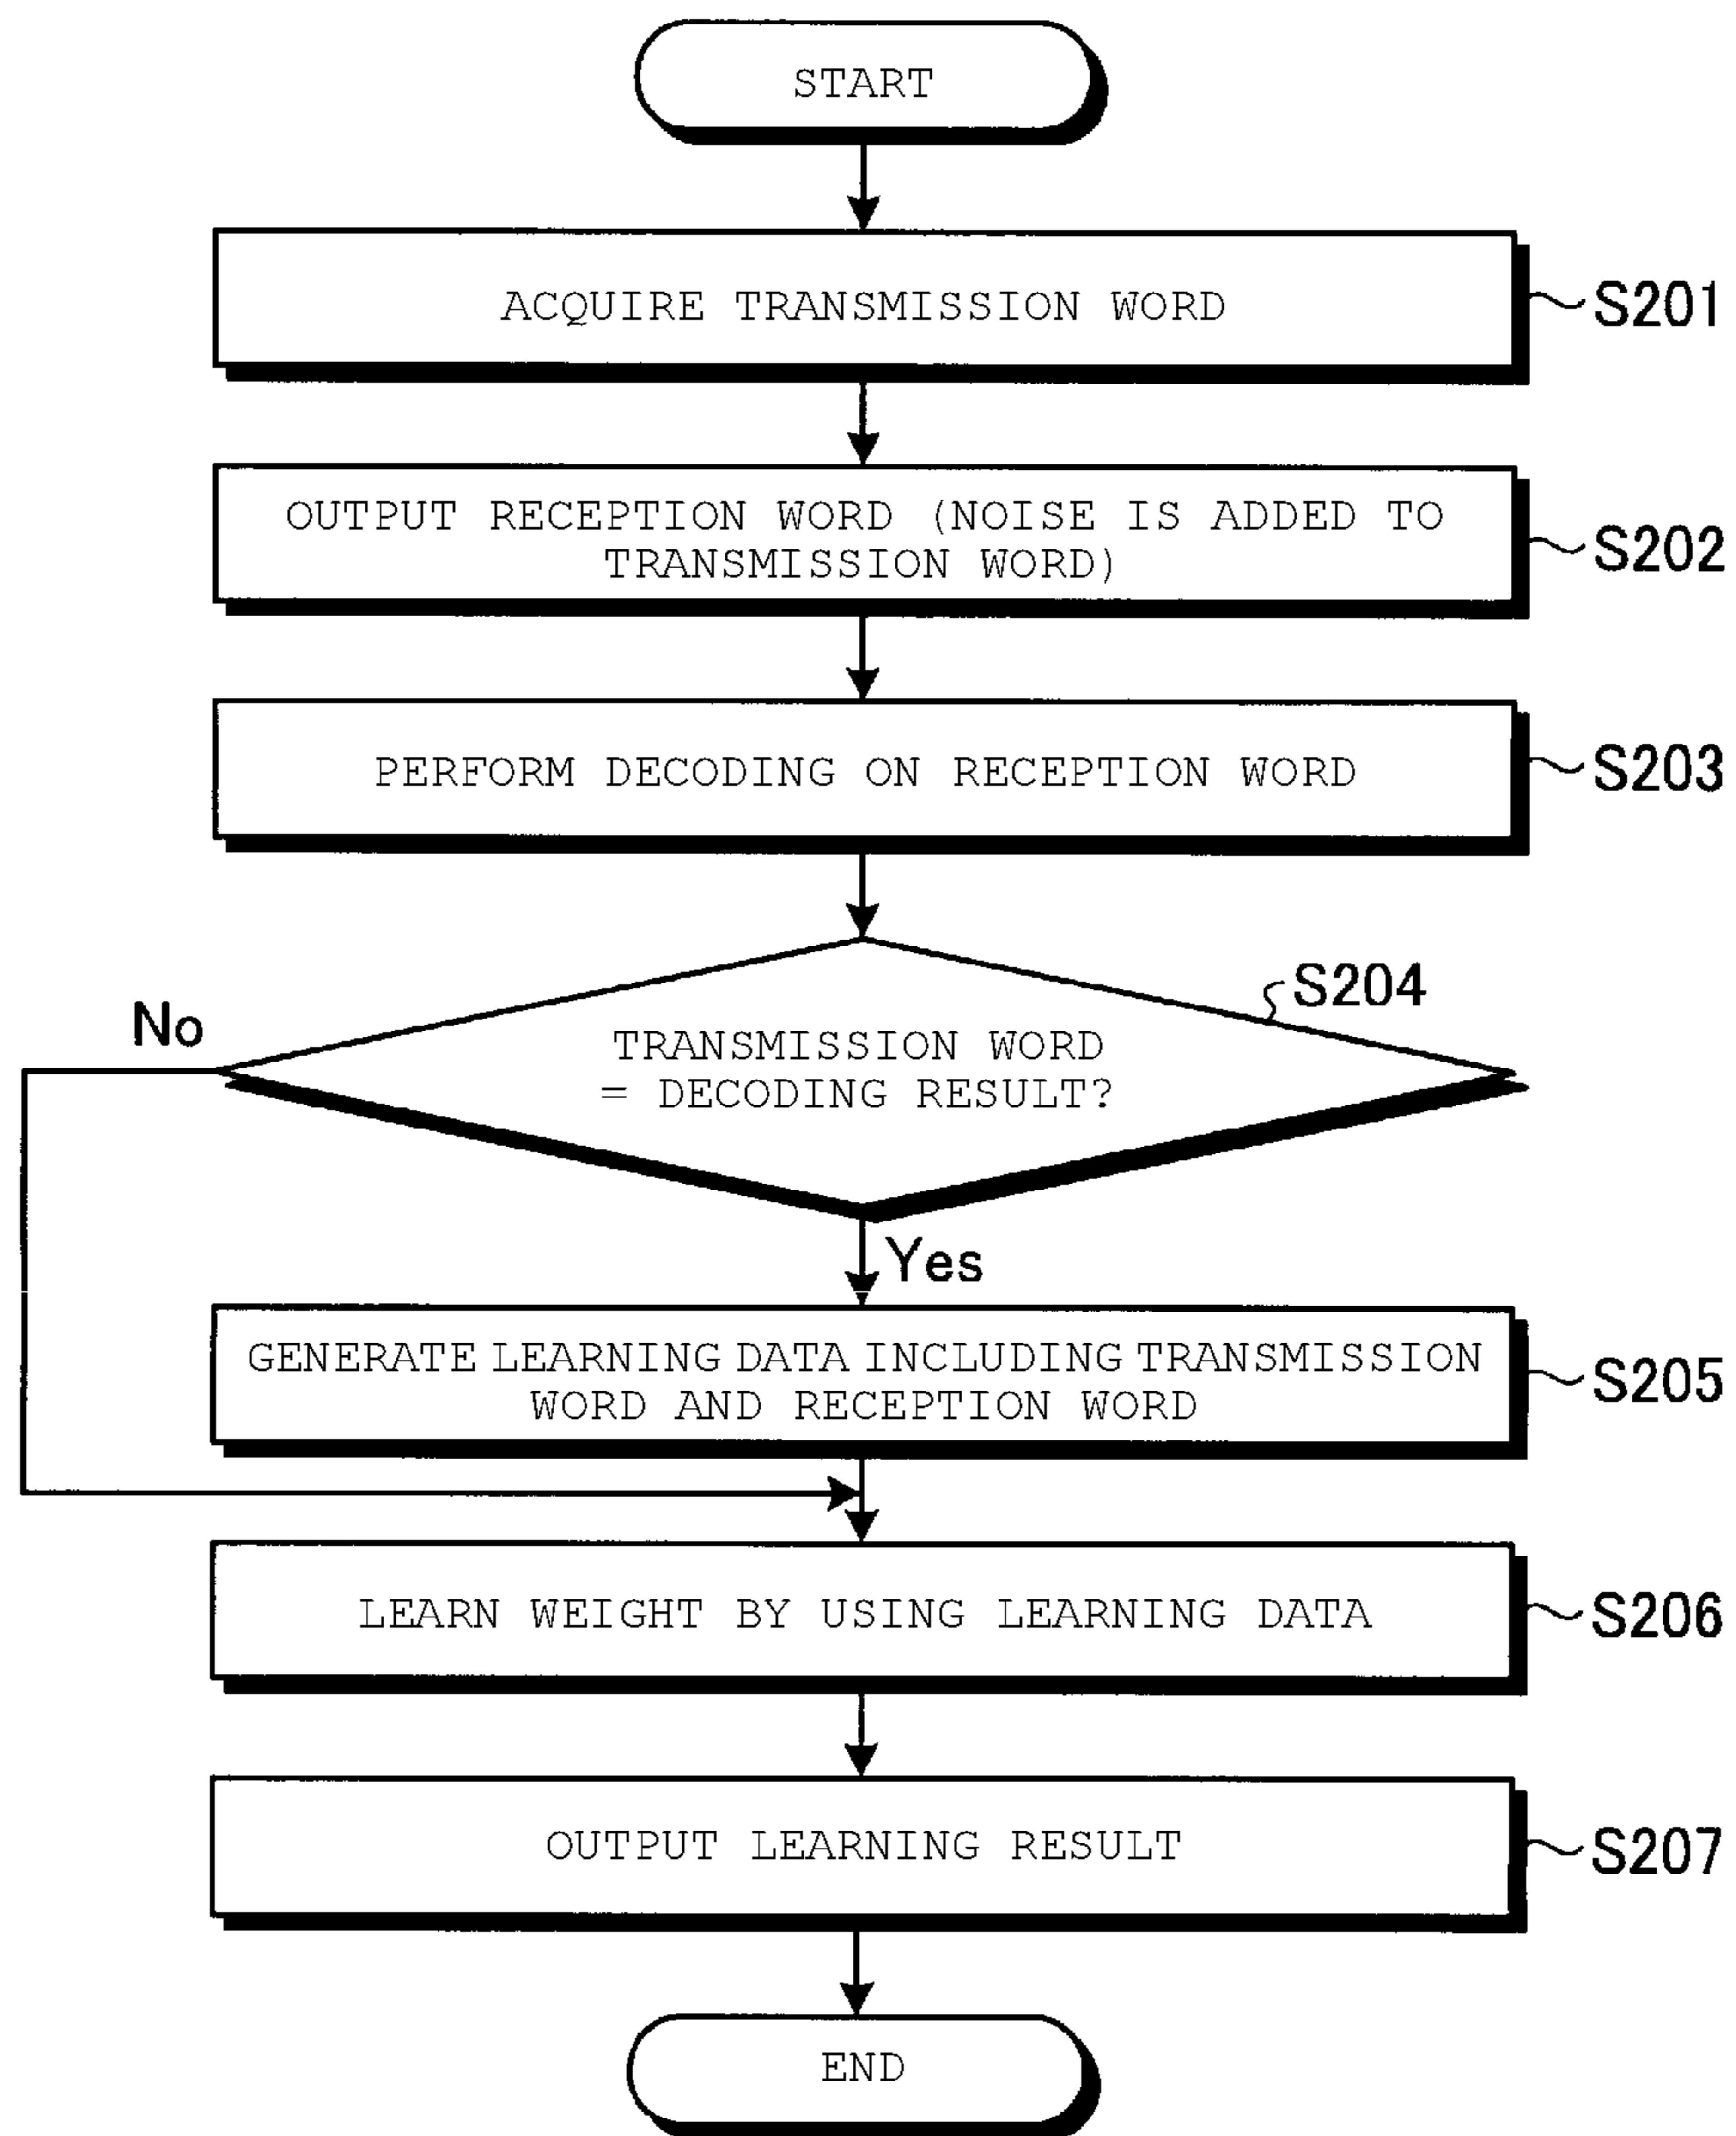 START
ACQUIRE TRANSMISSION WORD
S201
OUTPUT RECEPTION WORD (NOISE IS ADDED TO
TRANSMISSION WORD)
S202
PERFORM DECODING ON RECEPTION WORD
S203
S204
No
TRANSMISSION WORD
= DECODING RESULT?
Yes
GENERATE LEARNING DATA INCLUDING TRANSMISSION
WORD AND RECEPTION WORD
S205
LEARN WEIGHT BY USING LEARNING DATA
S206
OUTPUT LEARNING RESULT
S207
END